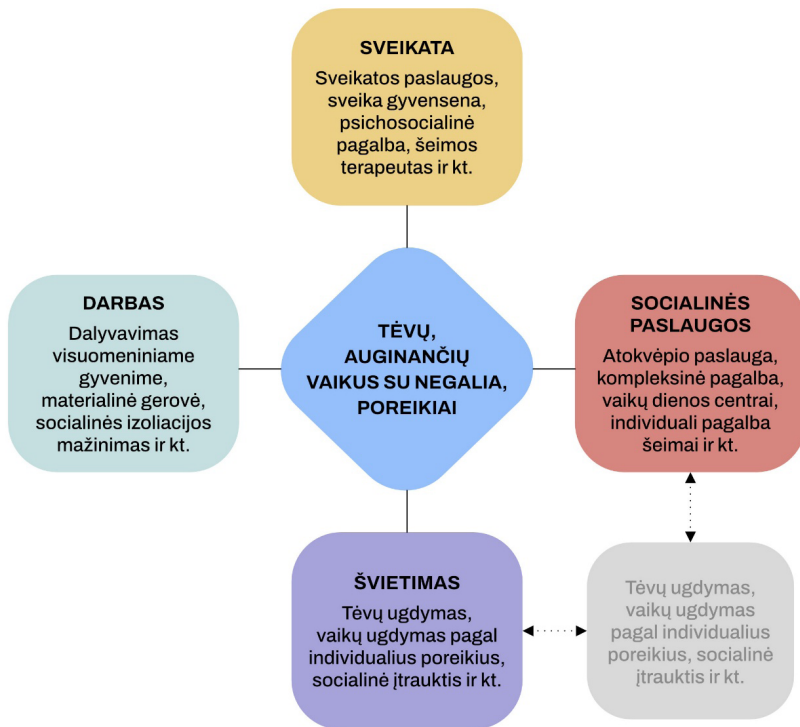 SVEIKATA
Sveikatos paslaugos,
sveika gyvensena,
psichosocialinė
pagalba, šeimos
terapeutas ir kt.
DARBAS
Dalyvavimas
visuomeniniame
gyvenime,
materialinė gerovė,
socialinės izoliacijos
mažinimas ir kt.
TĖVŲ,
AUGINANČIŲ
VAIKUS SU NEGALIA,
POREIKIAI
SOCIALINĖS
PASLAUGOS
Atokvėpio paslauga,
kompleksinė pagalba,
vaikų dienos centrai,
individuali pagalba
šeimai ir kt.
ŠVIETIMAS
Tėvų ugdymas,
vaikų ugdymas pagal
individualius poreikius,
socialinė įtrauktis ir kt.
Tėvų ugdymas,
vaikų ugdymas
pagal individualius
poreikius, socialinė
įtrauktis ir kt.